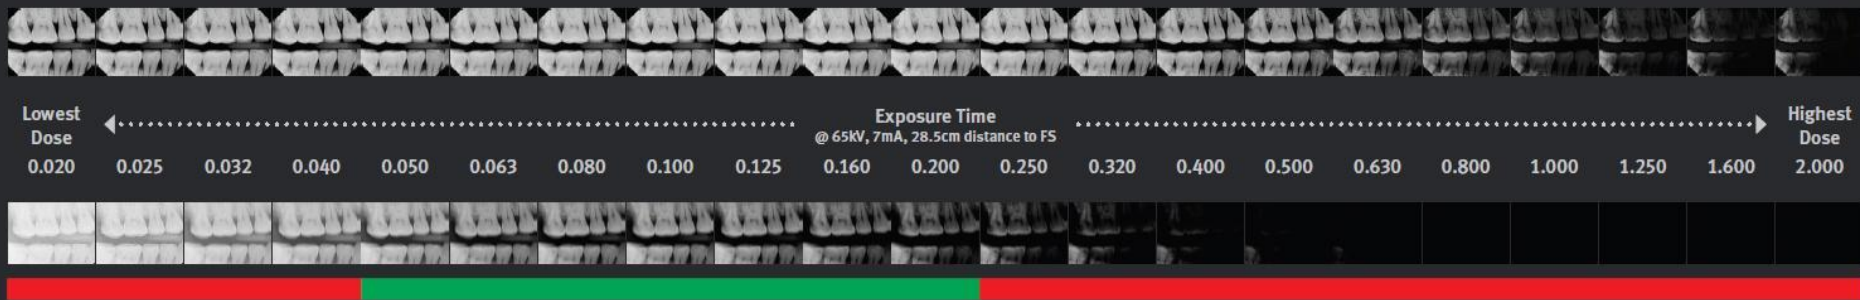 Lowest
Dose
Exposure Time
@ 65kV, 7mA, 28.5cm distance to FS
Highest
Dose
0.020 0.025 0.032 0.040 0.050 0.063 0.080 0.100 0.125 0.160 0.200 0.250 0.320 0.400 0.500 0.630 0.800 1.000 1.250 1.600 2.000